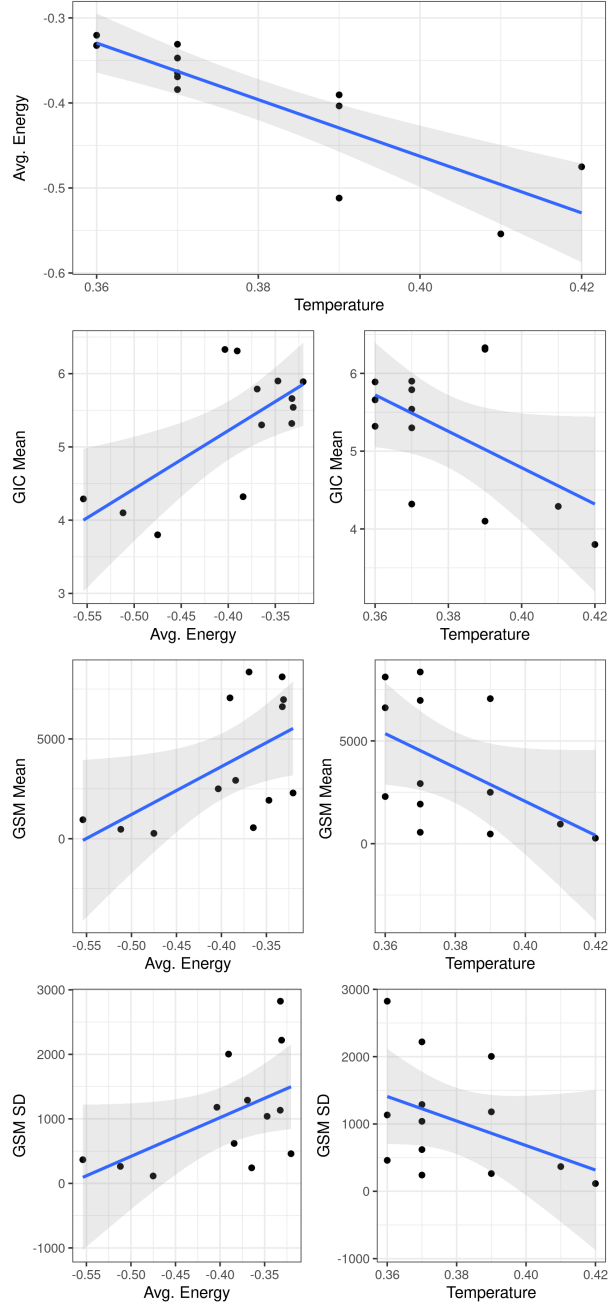 -0.3
-0.4
-0.5
-0.6
Avg. Energy
0.36 0.38 0.40 0.42
Temperature
6
5
4
3
GIC Mean
-0.55 -0.50 -0.45 -0.40 -0.35
Avg. Energy
6
5
4
GIC Mean
0.36 0.38 0.40 0.42
Temperature
5000
0
GSM Mean
-0.55 -0.50 -0.45 -0.40 -0.35
Avg. Energy
5000
0
GSM Mean
0.36 0.38 0.40 0.42
Temperature
3000
2000
1000
0
-1000
GSM SD
-0.55 -0.50 -0.45 -0.40 -0.35
Avg. Energy
3000
2000
1000
0
-1000
GSM SD
0.36 0.38 0.40 0.42
Temperature